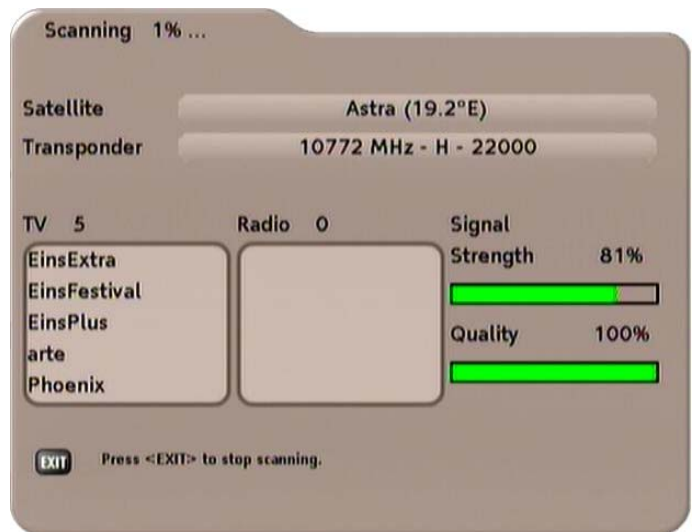 Scanning 1% ...
Satellite Astra (19.2ºE)
Transponder 10772 MHz - H - 22000
TV 5
EinsExtra
EinsFestival
EinsPlus
arte
Phoenix
Radio 0
Signal
Strength 81%
Quality 100%
EXIT Press <EXIT> to stop scanning.